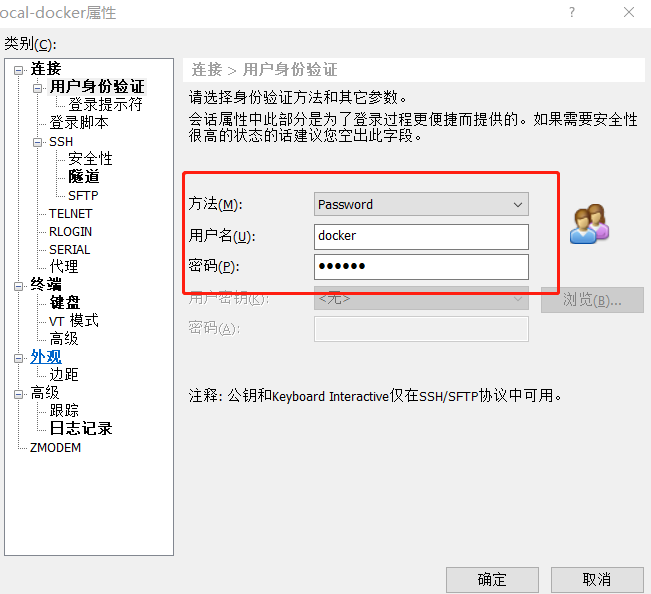 ocal-docker属性
类别(C):
连接
用户身份验证
登录提示符
登录脚本
SSH
安全性
隧道
SFTP
TELNET
RLOGIN
SERIAL
代理
终端
键盘
VT 模式
高级
外观
边距
高级
跟踪
日志记录
ZMODEM
连接 > 用户身份验证
请选择身份验证方法和其它参数。
会话属性中此部分是为了登录过程更便捷而提供的。如果需要安全性
很高的状态的话建议您空出此字段。
方法(M): Password
用户名(U): docker
密码(P): ●●●●●●
用户密钥(K): <无> 浏览(B)...
密码(A):
注释: 公钥和Keyboard Interactive仅在SSH/SFTP协议中可用。
确定 取消